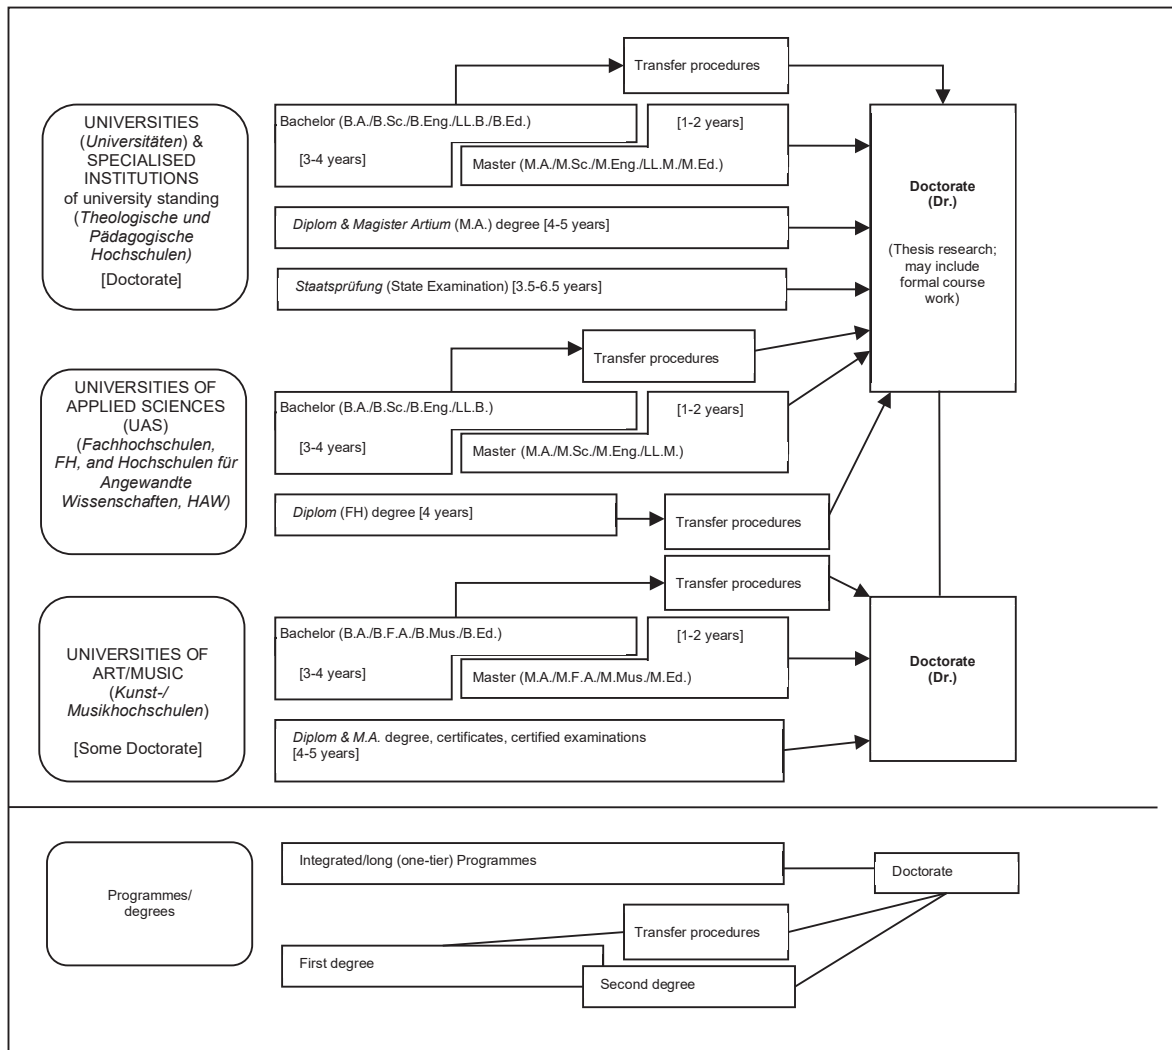 Transfer procedures
UNIVERSITIES
(Universitäten) &
SPECIALISED
INSTITUTIONS
of university standing
(Theologische und
Pädagogische
Hochschulen)
[Doctorate]
Bachelor (B.A./B.Sc./B.Eng./LL.B./B.Ed.)
[3-4 years]
[1-2 years]
Master (M.A./M.Sc./M.Eng./LL.M./M.Ed.)
Diplom & Magister Artium (M.A.) degree [4-5 years]
Staatsprüfung (State Examination) [3.5-6.5 years]
Doctorate
(Dr.)
(Thesis research;
may include
formal course
work)
Transfer procedures
UNIVERSITIES OF
APPLIED SCIENCES
(UAS)
(Fachhochschulen,
FH, and Hochschulen für
Angewandte
Wissenschaften, HAW)
Bachelor (B.A./B.Sc./B.Eng./LL.B.)
[3-4 years]
[1-2 years]
Master (M.A./M.Sc./M.Eng./LL.M.)
Diplom (FH) degree [4 years]
Transfer procedures
Transfer procedures
UNIVERSITIES OF
ART/MUSIC
(Kunst-/
Musikhochschulen)
[Some Doctorate]
Bachelor (B.A./B.F.A./B.Mus./B.Ed.)
[3-4 years]
[1-2 years]
Master (M.A./M.F.A./M.Mus./M.Ed.)
Diplom & M.A. degree, certificates, certified examinations
[4-5 years]
Doctorate
(Dr.)
Programmes/
degrees
Integrated/long (one-tier) Programmes
Doctorate
Transfer procedures
First degree
Second degree